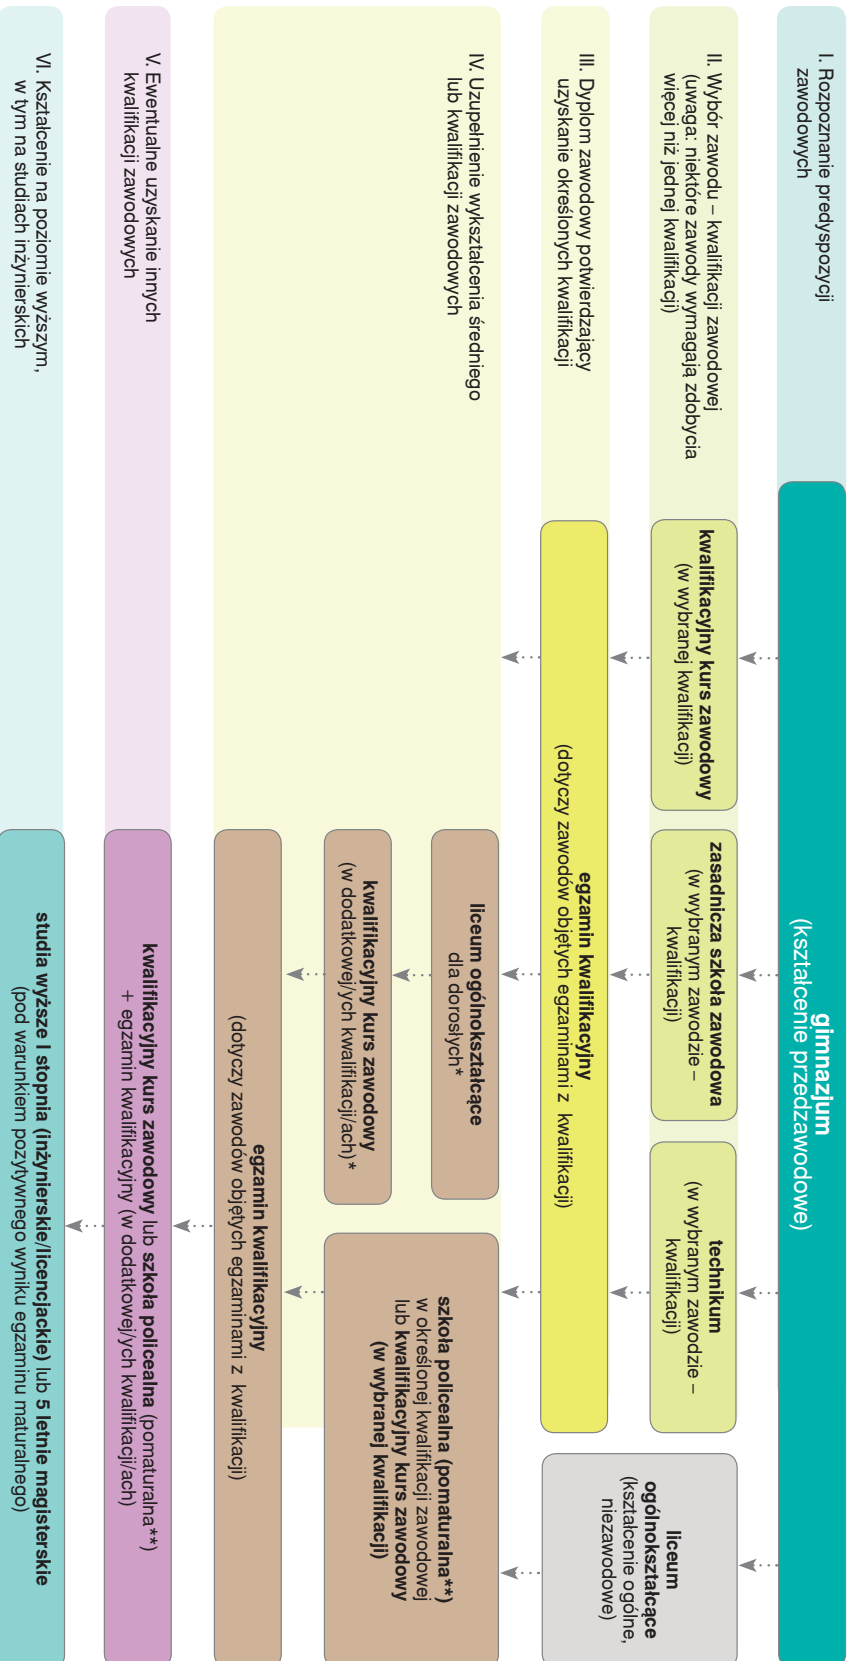 I. Rozpoznanie predyspozycji
zawodowych
gimnazjum
(kształcenie przedzawodowe)
II. Wybór zawodu – kwalifikacji zawodowej
(uwaga: niektóre zawody wymagają zdobycia
więcej niż jednej kwalifikacji)
kwalifikacyjny kurs zawodowy
(w wybranej kwalifikacji)
zasadnicza szkoła zawodowa
(w wybranym zawodzie –
kwalifikacji)
technikum
(w wybranym zawodzie –
kwalifikacji)
liceum
ogólnokształcące
(kształcenie ogólne,
niezawodowe)
III. Dyplom zawodowy potwierdzający
uzyskanie określonych kwalifikacji
egzamin kwalifikacyjny
(dotyczy zawodów objętych egzaminami z kwalifikacji)
IV. Uzupełnienie wykształcenia średniego
lub kwalifikacji zawodowych
liceum ogólnokształcące
dla dorosłych*
kwalifikacyjny kurs zawodowy
(w dodatkowej/ych kwalifikacji/ach)*
szkoła policealna (pomaturalna**)
w określonej kwalifikacji zawodowej
lub kwalifikacyjny kurs zawodowy
(w wybranej kwalifikacji)
egzamin kwalifikacyjny
(dotyczy zawodów objętych egzaminami z kwalifikacji)
V. Ewentualne uzyskanie innych
kwalifikacji zawodowych
kwalifikacyjny kurs zawodowy lub szkoła policealna (pomaturalna**)
+ egzamin kwalifikacyjny (w dodatkowej/ych kwalifikacji/ach)
VI. Kształcenie na poziomie wyższym,
w tym na studiach inżynierskich
studia wyższe I stopnia (inżynierskie/licencjackie) lub 5 letnie magisterskie
(pod warunkiem pozytywnego wyniku egzaminu maturalnego)